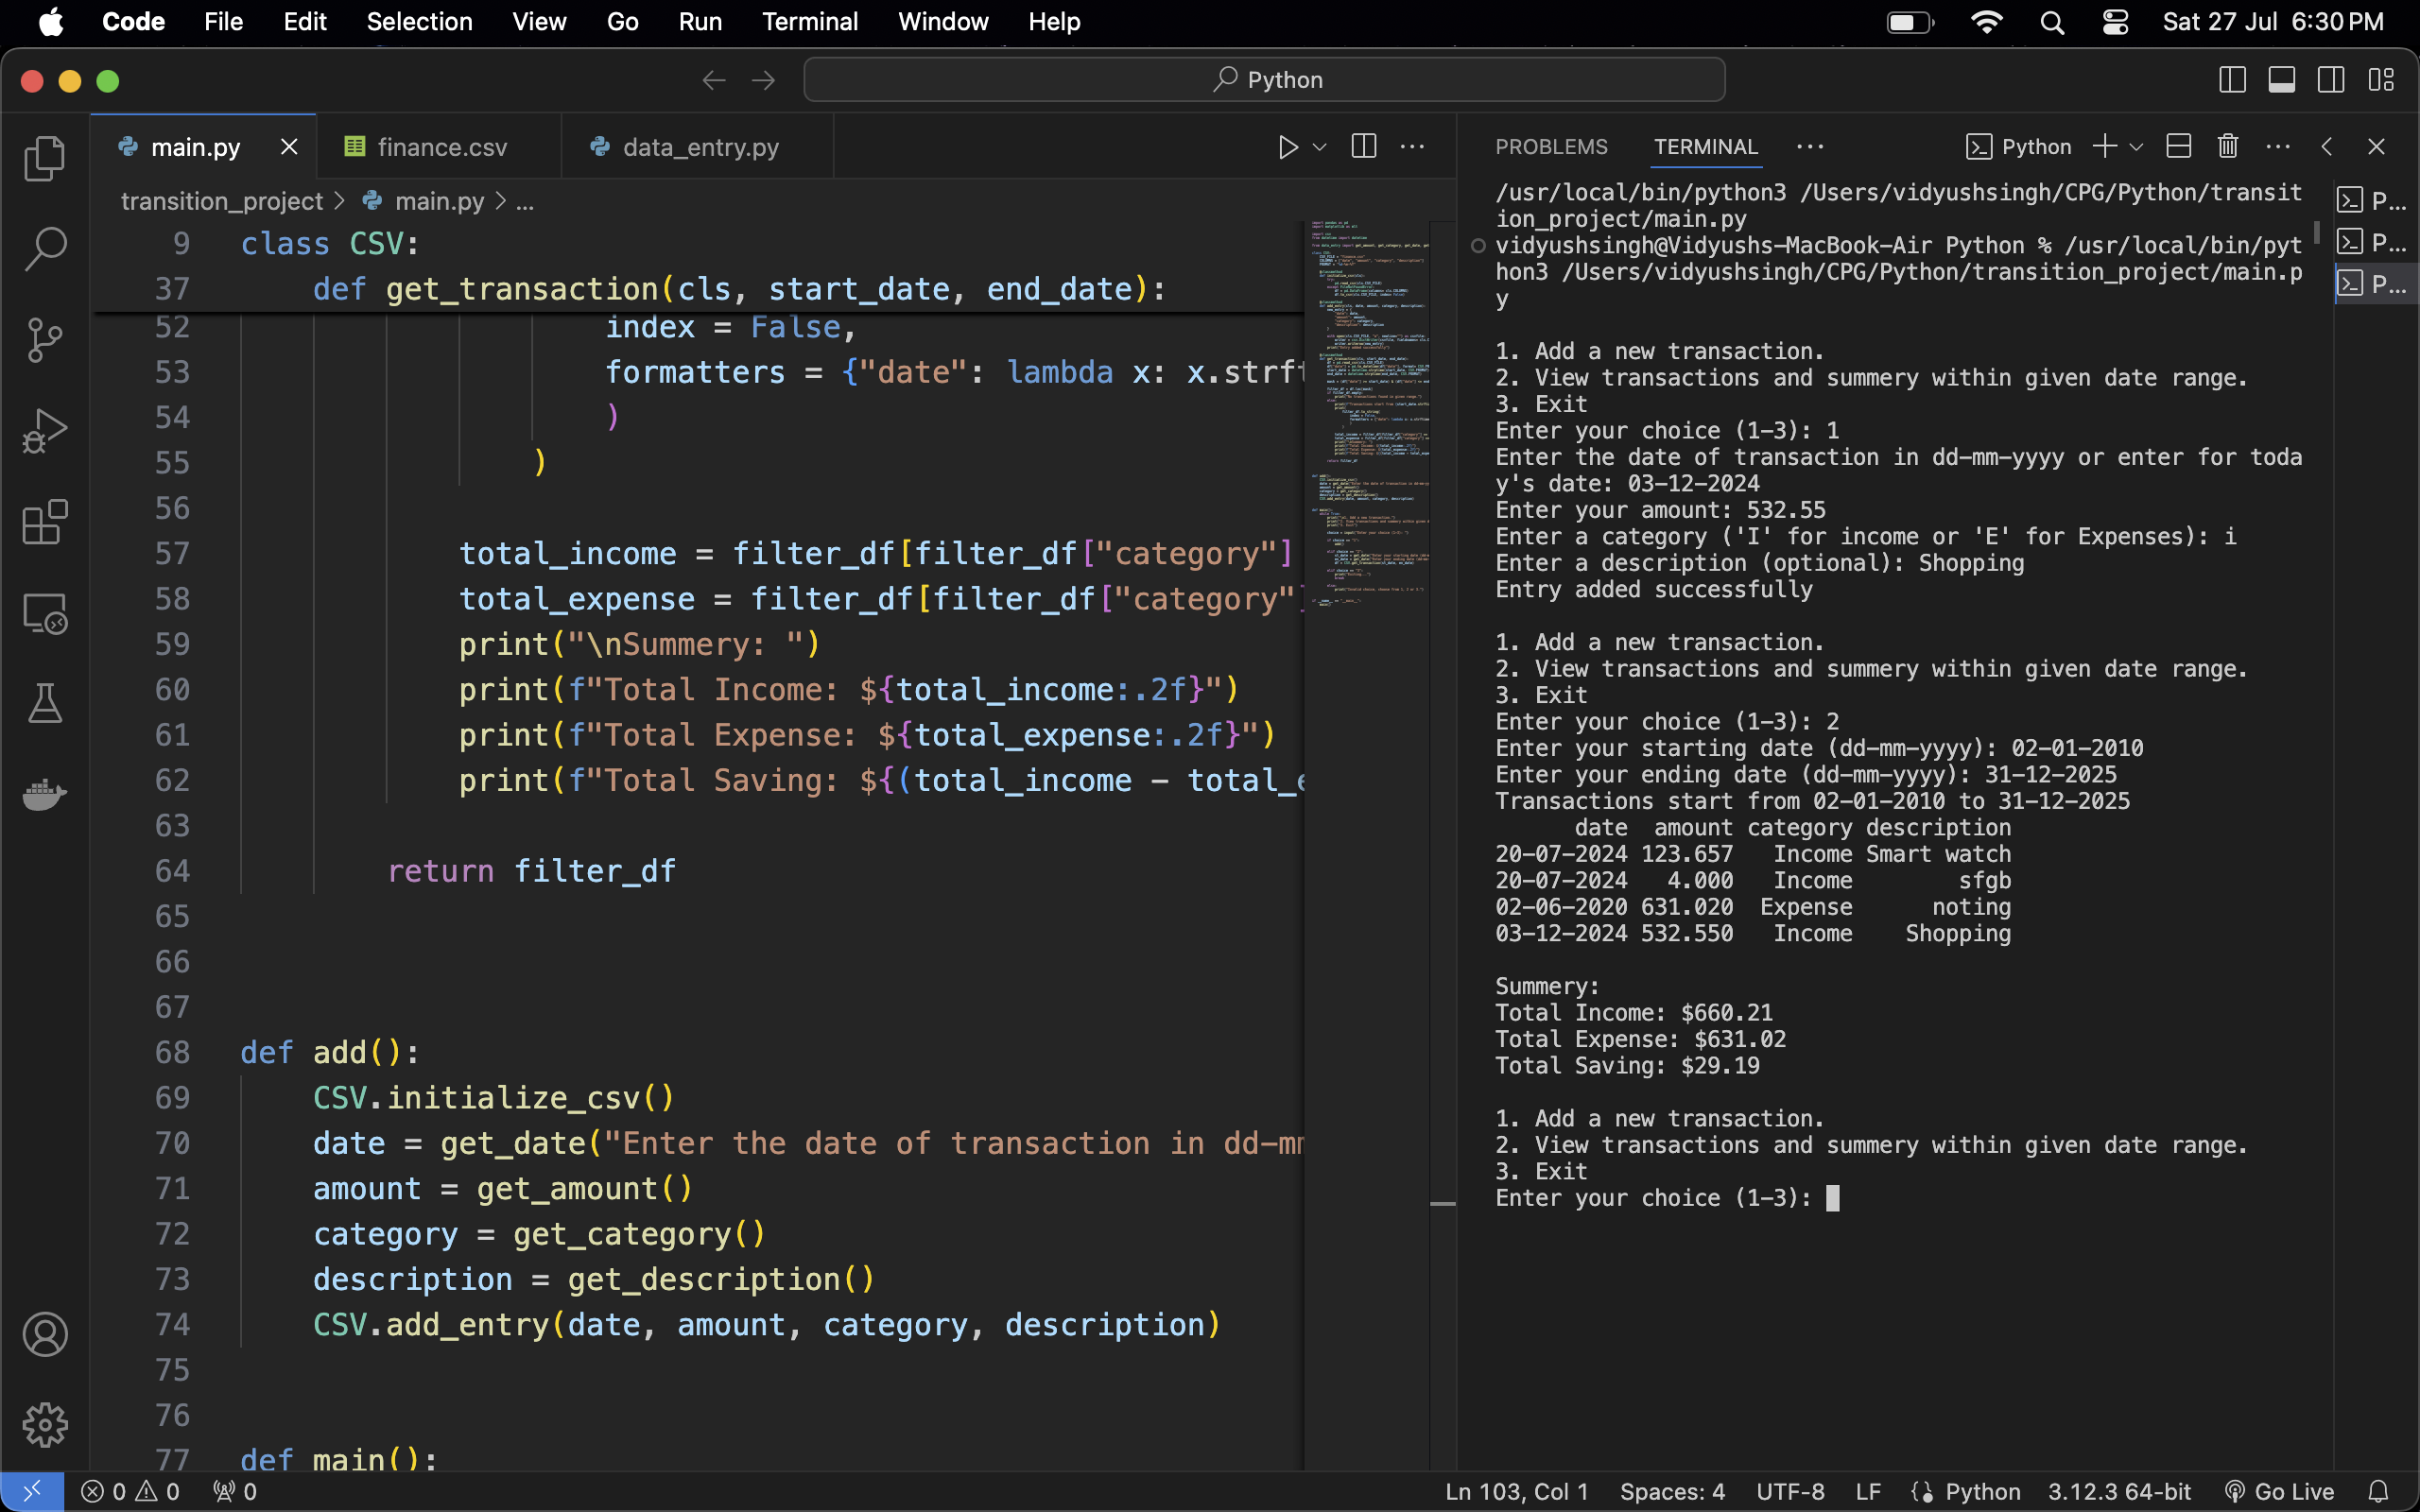 Code File Edit Selection View Go Run Terminal Window Help Sat 27 Jul 6:30 PM
Python
main.py finance.csv data_entry.py
transition_project > main.py > ...
9 class CSV:
37 def get_transaction(cls, start_date, end_date):
52 index = False,
53 formatters = {"date": lambda x: x.strft
54 )
55 )
56
57 total_income = filter_df[filter_df["category"]
58 total_expense = filter_df[filter_df["category"]
59 print("\nSummery: ")
60 print(f"Total Income: ${total_income:.2f}")
61 print(f"Total Expense: ${total_expense:.2f}")
62 print(f"Total Saving: ${(total_income - total_e
63
64 return filter_df
65
66
67
68 def add():
69 CSV.initialize_csv()
70 date = get_date("Enter the date of transaction in dd-mm
71 amount = get_amount()
72 category = get_category()
73 description = get_description()
74 CSV.add_entry(date, amount, category, description)
75
76
77 def main():
PROBLEMS TERMINAL ... Python
P...
P...
P...
/usr/local/bin/python3 /Users/vidyushsingh/CPG/Python/transit
ion_project/main.py
vidyushsingh@Vidyushs-MacBook-Air Python % /usr/local/bin/pyt
hon3 /Users/vidyushsingh/CPG/Python/transition_project/main.p
y
1. Add a new transaction.
2. View transactions and summery within given date range.
3. Exit
Enter your choice (1-3): 1
Enter the date of transaction in dd-mm-yyyy or enter for toda
y's date: 03-12-2024
Enter your amount: 532.55
Enter a category ('I' for income or 'E' for Expenses): i
Enter a description (optional): Shopping
Entry added successfully
1. Add a new transaction.
2. View transactions and summery within given date range.
3. Exit
Enter your choice (1-3): 2
Enter your starting date (dd-mm-yyyy): 02-01-2010
Enter your ending date (dd-mm-yyyy): 31-12-2025
Transactions start from 02-01-2010 to 31-12-2025
date amount category description
20-07-2024 123.657 Income Smart watch
20-07-2024 4.000 Income sfgb
02-06-2020 631.020 Expense noting
03-12-2024 532.550 Income Shopping
Summery:
Total Income: $660.21
Total Expense: $631.02
Total Saving: $29.19
1. Add a new transaction.
2. View transactions and summery within given date range.
3. Exit
Enter your choice (1-3):
0 0 0 Ln 103, Col 1 Spaces: 4 UTF-8 LF Python 3.12.3 64-bit Go Live